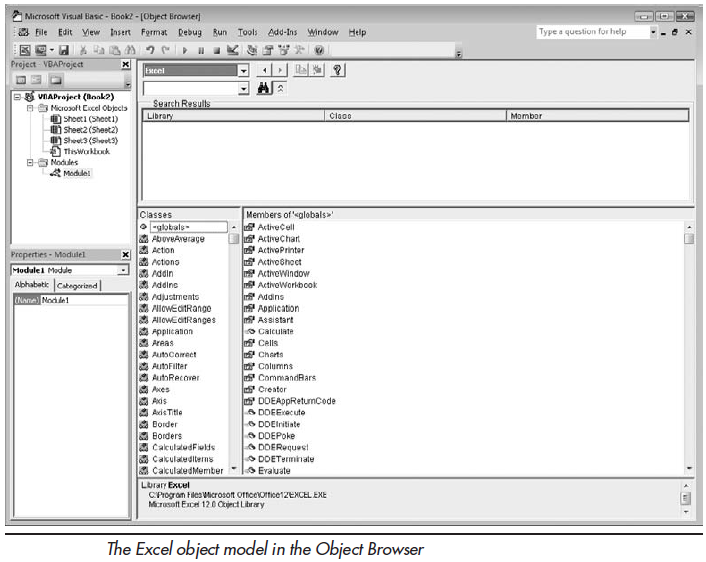 Microsoft Visual Basic - Book2 - [Object Browser]
File Edit View Insert Format Debug Run Tools Add-Ins Window Help
Type a question for help
Project - VBAProject
VBAProject (Book2)
Microsoft Excel Objects
Sheet1 (Sheet1)
Sheet2 (Sheet2)
Sheet3 (Sheet3)
ThisWorkbook
Modules
Module1
Properties - Module1
Module1 Module
Alphabetic Categorized
(Name) Module1
Excel
Search Results
Library Class Member
Classes
<globals>
AboveAverage
Action
Actions
AddIn
AddIns
Adjustments
AllowEditRange
AllowEditRanges
Application
Areas
AutoCorrect
AutoFilter
AutoRecover
Axes
Axis
AxisTitle
Border
Borders
CalculatedFields
CalculatedItems
CalculatedMember
Members of '<globals>'
ActiveCell
ActiveChart
ActivePrinter
ActiveSheet
ActiveWindow
ActiveWorkbook
AddIns
Application
Assistant
Calculate
Cells
Charts
Columns
CommandBars
Creator
DDEAppReturnCode
DDEExecute
DDEInitiate
DDEPoke
DDERequest
DDETerminate
Evaluate
Library Excel
C:\Program Files\Microsoft Office\Office12\EXCEL.EXE
Microsoft Excel 12.0 Object Library
The Excel object model in the Object Browser